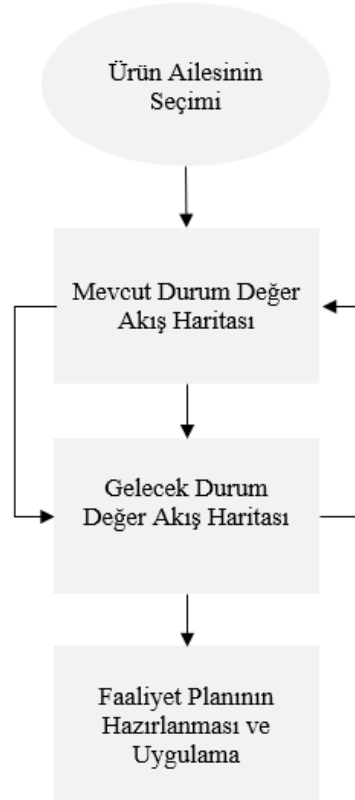 Ürün Ailesinin
Seçimi
Mevcut Durum Değer
Akış Haritası
Gelecek Durum
Değer Akış Haritası
Faaliyet Planının
Hazırlanması ve
Uygulama